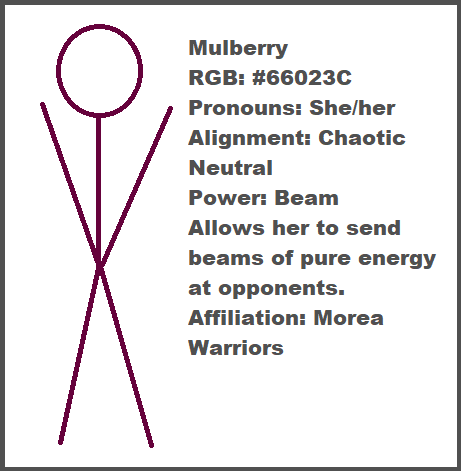 Mulberry
RGB: #66023C
Pronouns: She/her
Alignment: Chaotic
Neutral
Power: Beam
Allows her to send
beams of pure energy
at opponents.
Affiliation: Morea
Warriors